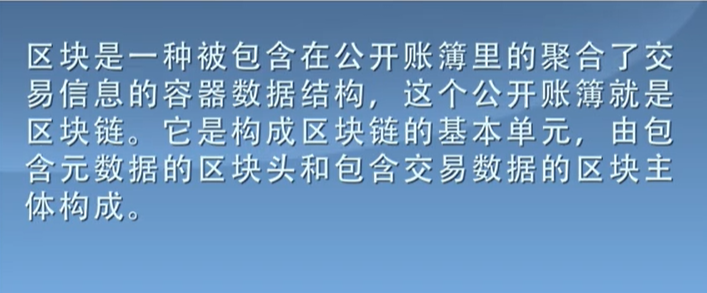 区块是一种被包含在公开账簿里的聚合了交
易信息的容器数据结构，这个公开账簿就是
区块链。它是构成区块链的基本单元，由包
含元数据的区块头和包含交易数据的区块主
体构成。